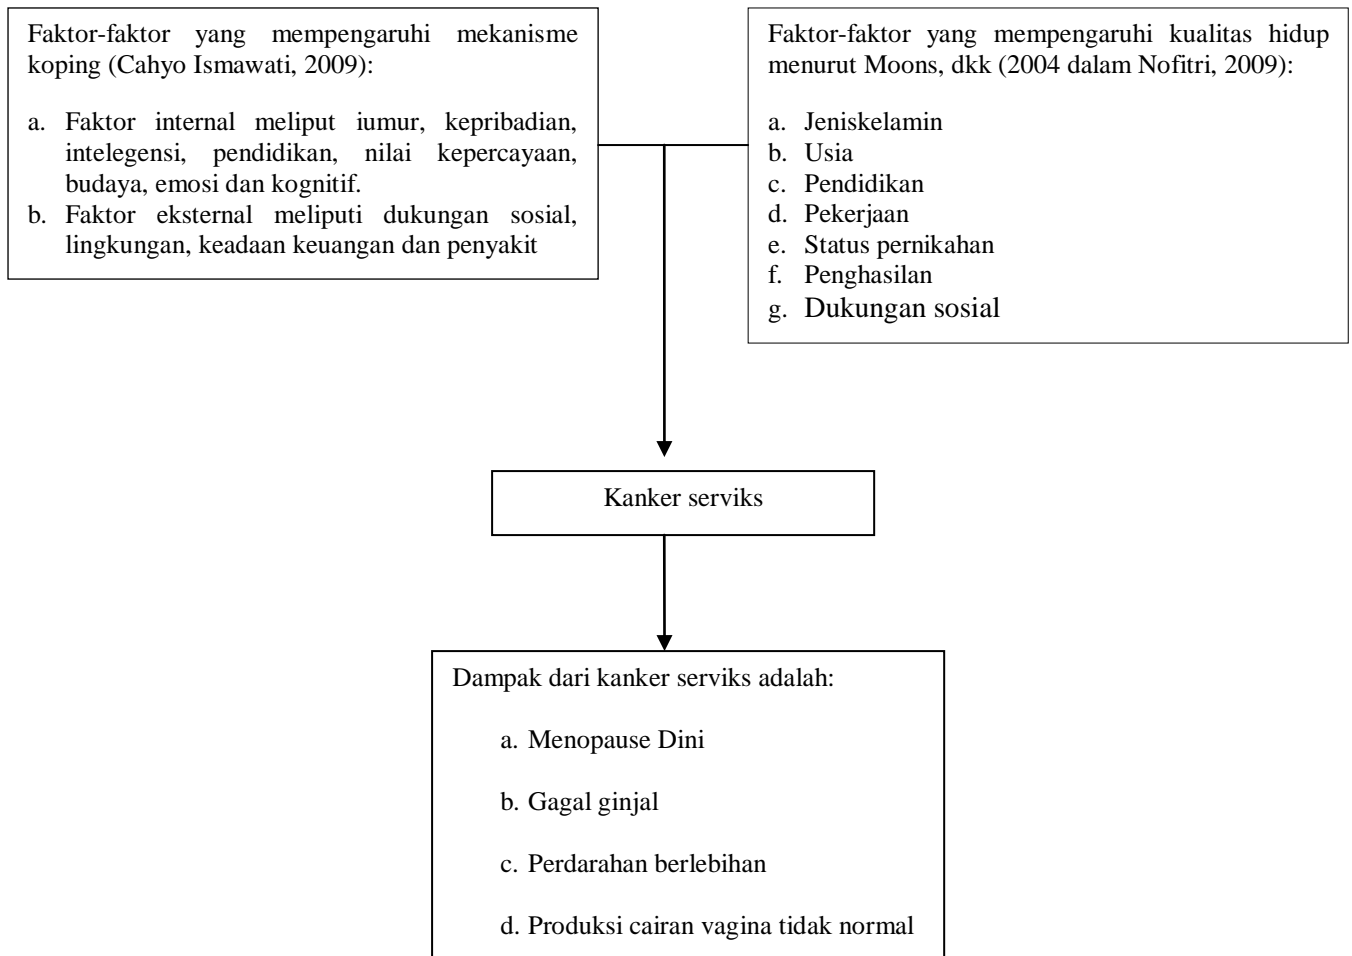 Faktor-faktor yang mempengaruhi mekanisme
koping (Cahyo Ismawati, 2009):
a. Faktor internal meliput iumur, kepribadian,
intelegensi, pendidikan, nilai kepercayaan,
budaya, emosi dan kognitif.
b. Faktor eksternal meliputi dukungan sosial,
lingkungan, keadaan keuangan dan penyakit
Faktor-faktor yang mempengaruhi kualitas hidup
menurut Moons, dkk (2004 dalam Nofitri, 2009):
a. Jeniskelamin
b. Usia
c. Pendidikan
d. Pekerjaan
e. Status pernikahan
f. Penghasilan
g. Dukungan sosial
Kanker serviks
Dampak dari kanker serviks adalah:
a. Menopause Dini
b. Gagal ginjal
c. Perdarahan berlebihan
d. Produksi cairan vagina tidak normal